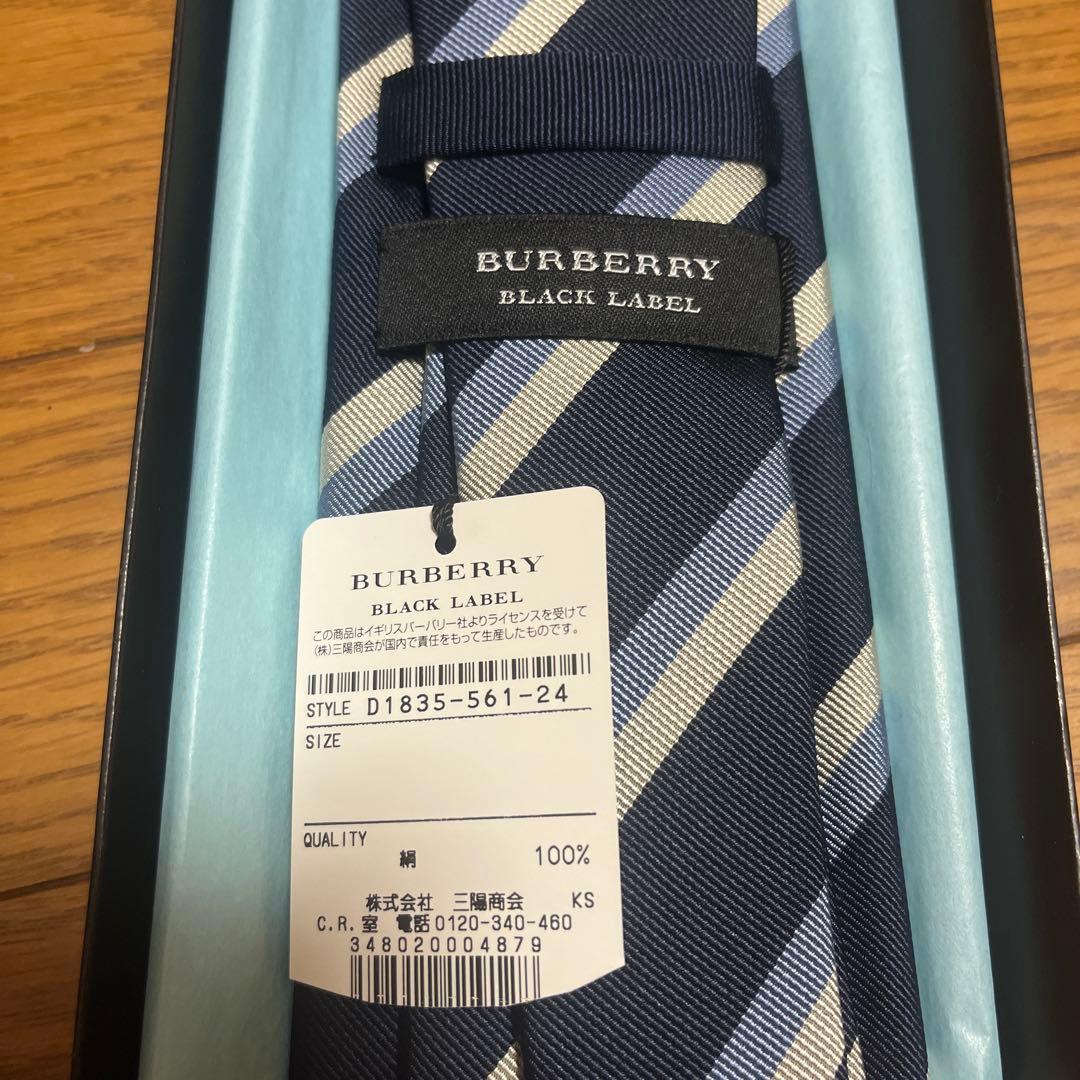 BURBERRY
BLACK LABEL
BURBERRY
BLACK LABEL
この商品はイギリスバーバリー社よりライセンスを受けて
(株)三陽商会が国内で責任をもって生産したものです。
STYLE D1835-561-24
SIZE
QUALITY
絹 100%
株式会社 三陽商会 KS
C.R.室 電話0120-340-460
348020004879